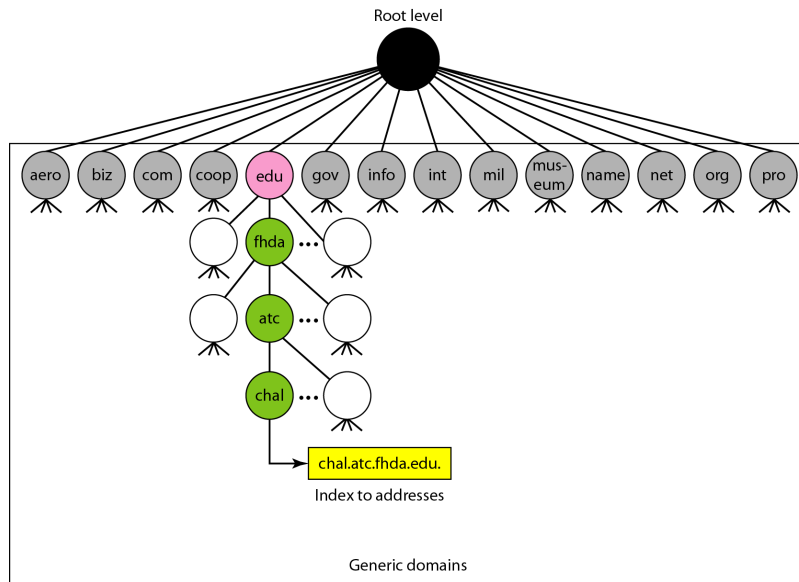 Root level
aero biz com coop edu gov info int mil mus-
eum name net org pro
fhda ...
atc ...
chal ...
chal.atc.fhda.edu.
Index to addresses
Generic domains